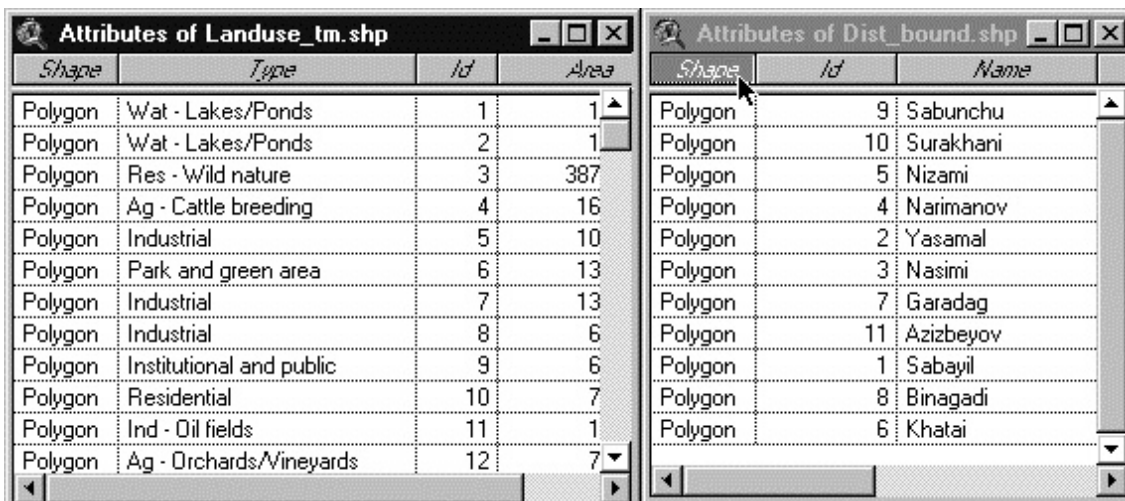 Attributes of Landuse_tm.shp
Shape Type Id Area
Polygon Wat - Lakes/Ponds 1 1
Polygon Wat - Lakes/Ponds 2 1
Polygon Res - Wild nature 3 387
Polygon Ag - Cattle breeding 4 16
Polygon Industrial 5 10
Polygon Park and green area 6 13
Polygon Industrial 7 13
Polygon Industrial 8 6
Polygon Institutional and public 9 6
Polygon Residential 10 7
Polygon Ind - Oil fields 11 1
Polygon Ag - Orchards/Vineyards 12 7
Attributes of Dist_bound.shp
Shape Id Name
Polygon 9 Sabunchu
Polygon 10 Surakhani
Polygon 5 Nizami
Polygon 4 Narimanov
Polygon 2 Yasamal
Polygon 3 Nasimi
Polygon 7 Garadag
Polygon 11 Azizbeyov
Polygon 1 Sabayil
Polygon 8 Binagadi
Polygon 6 Khatai